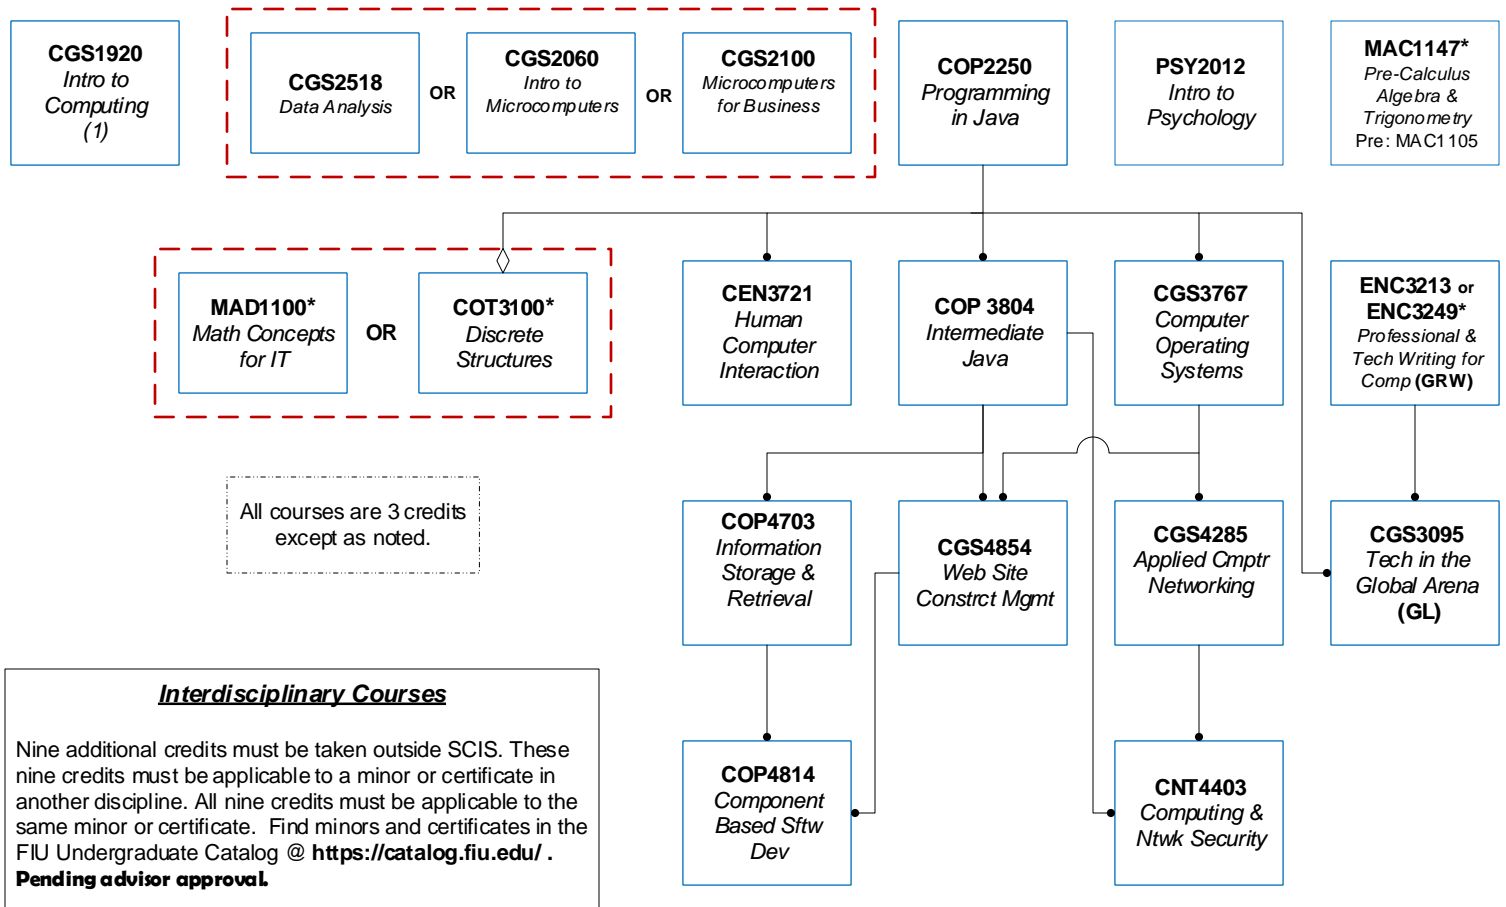 CGS1920
Intro to
Computing
(1)
CGS2518
Data Analysis
OR
CGS2060
Intro to
Microcomputers
OR
CGS2100
Microcomputers
for Business
COP2250
Programming
in Java
PSY2012
Intro to
Psychology
MAC1147*
Pre-Calculus
Algebra &
Trigonometry
Pre: MAC1105
MAD1100*
Math Concepts
for IT
OR
COT3100*
Discrete
Structures
CEN3721
Human
Computer
Interaction
COP 3804
Intermediate
Java
CGS3767
Computer
Operating
Systems
ENC3213 or
ENC3249*
Professional &
Tech Writing for
Comp (GRW)
All courses are 3 credits
except as noted.
COP4703
Information
Storage &
Retrieval
CGS4854
Web Site
Constrct Mgmt
CGS4285
Applied Cmptr
Networking
CGS3095
Tech in the
Global Arena
(GL)
Interdisciplinary Courses
Nine additional credits must be taken outside SCIS. These
nine credits must be applicable to a minor or certificate in
another discipline. All nine credits must be applicable to the
same minor or certificate. Find minors and certificates in the
FIU Undergraduate Catalog @ https://catalog.fiu.edu/ .
Pending advisor approval.
COP4814
Component
Based Sftw
Dev
CNT4403
Computing &
Ntwk Security